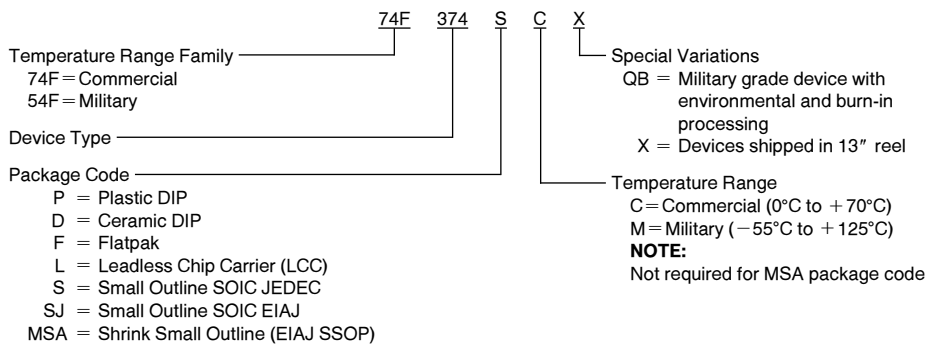 74F 374 S C X
Temperature Range Family
74F = Commercial
54F = Military
Device Type
Package Code
P = Plastic DIP
D = Ceramic DIP
F = Flatpak
L = Leadless Chip Carrier (LCC)
S = Small Outline SOIC JEDEC
SJ = Small Outline SOIC EIAJ
MSA = Shrink Small Outline (EIAJ SSOP)
Special Variations
QB = Military grade device with
environmental and burn-in
processing
X = Devices shipped in 13″ reel
Temperature Range
C = Commercial (0°C to +70°C)
M = Military (−55°C to +125°C)
NOTE:
Not required for MSA package code